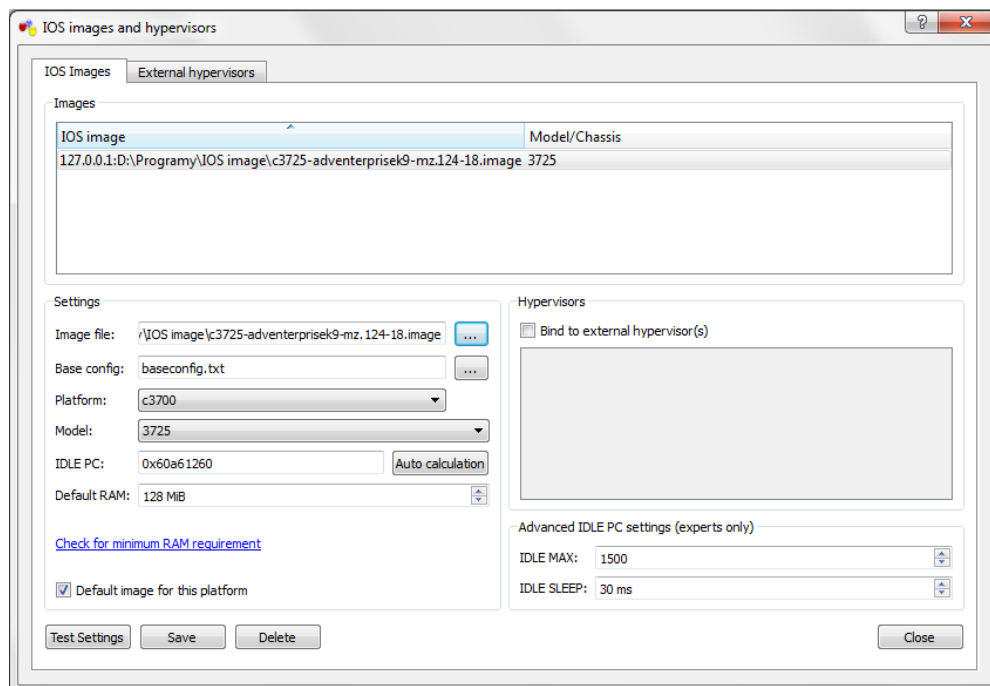 IOS images and hypervisors
IOS Images
External hypervisors
Images
IOS image
Model/Chassis
127.0.0.1:D:\Programy\IOS image\c3725-adventerprisek9-mz.124-18.image 3725
Settings
Image file: /\IOS image\c3725-adventerprisek9-mz.124-18.image ...
Base config: baseconfig.txt ...
Platform: c3700
Model: 3725
IDLE PC: 0x60a61260 Auto calculation
Default RAM: 128 MiB
Check for minimum RAM requirement
Default image for this platform
Hypervisors
Bind to external hypervisor(s)
Advanced IDLE PC settings (experts only)
IDLE MAX: 1500
IDLE SLEEP: 30 ms
Test Settings Save Delete Close